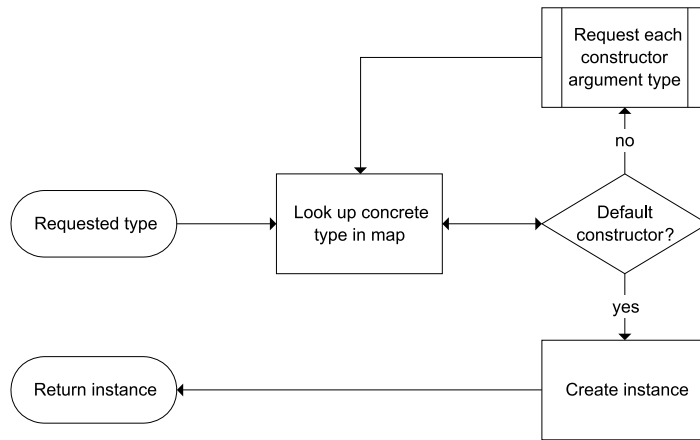 Request each
constructor
argument type
no
Requested type
Look up concrete
type in map
Default
constructor?
yes
Return instance
Create instance